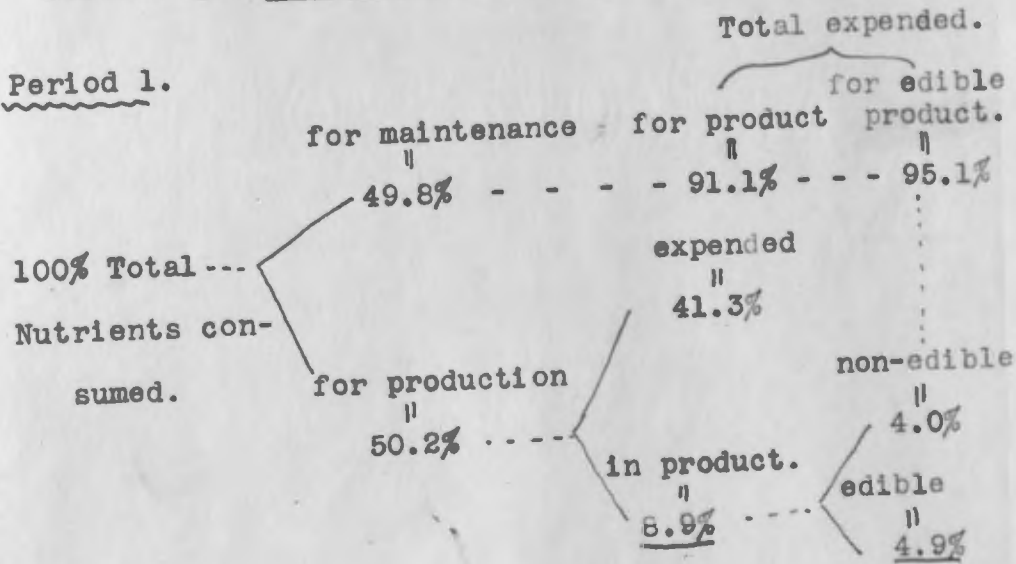 Total expended.
Period 1.
for edible
for maintenance = for product product.
" " "
49.8% - - - - 91.1% - - - 95.1%
expended
100% Total ---
"
41.3%
Nutrients con-
non-edible
for production
sumed.
"
"
4.0%
50.2% - - - -
in product.
edible
"
"
8.9% - - - -
4.9%